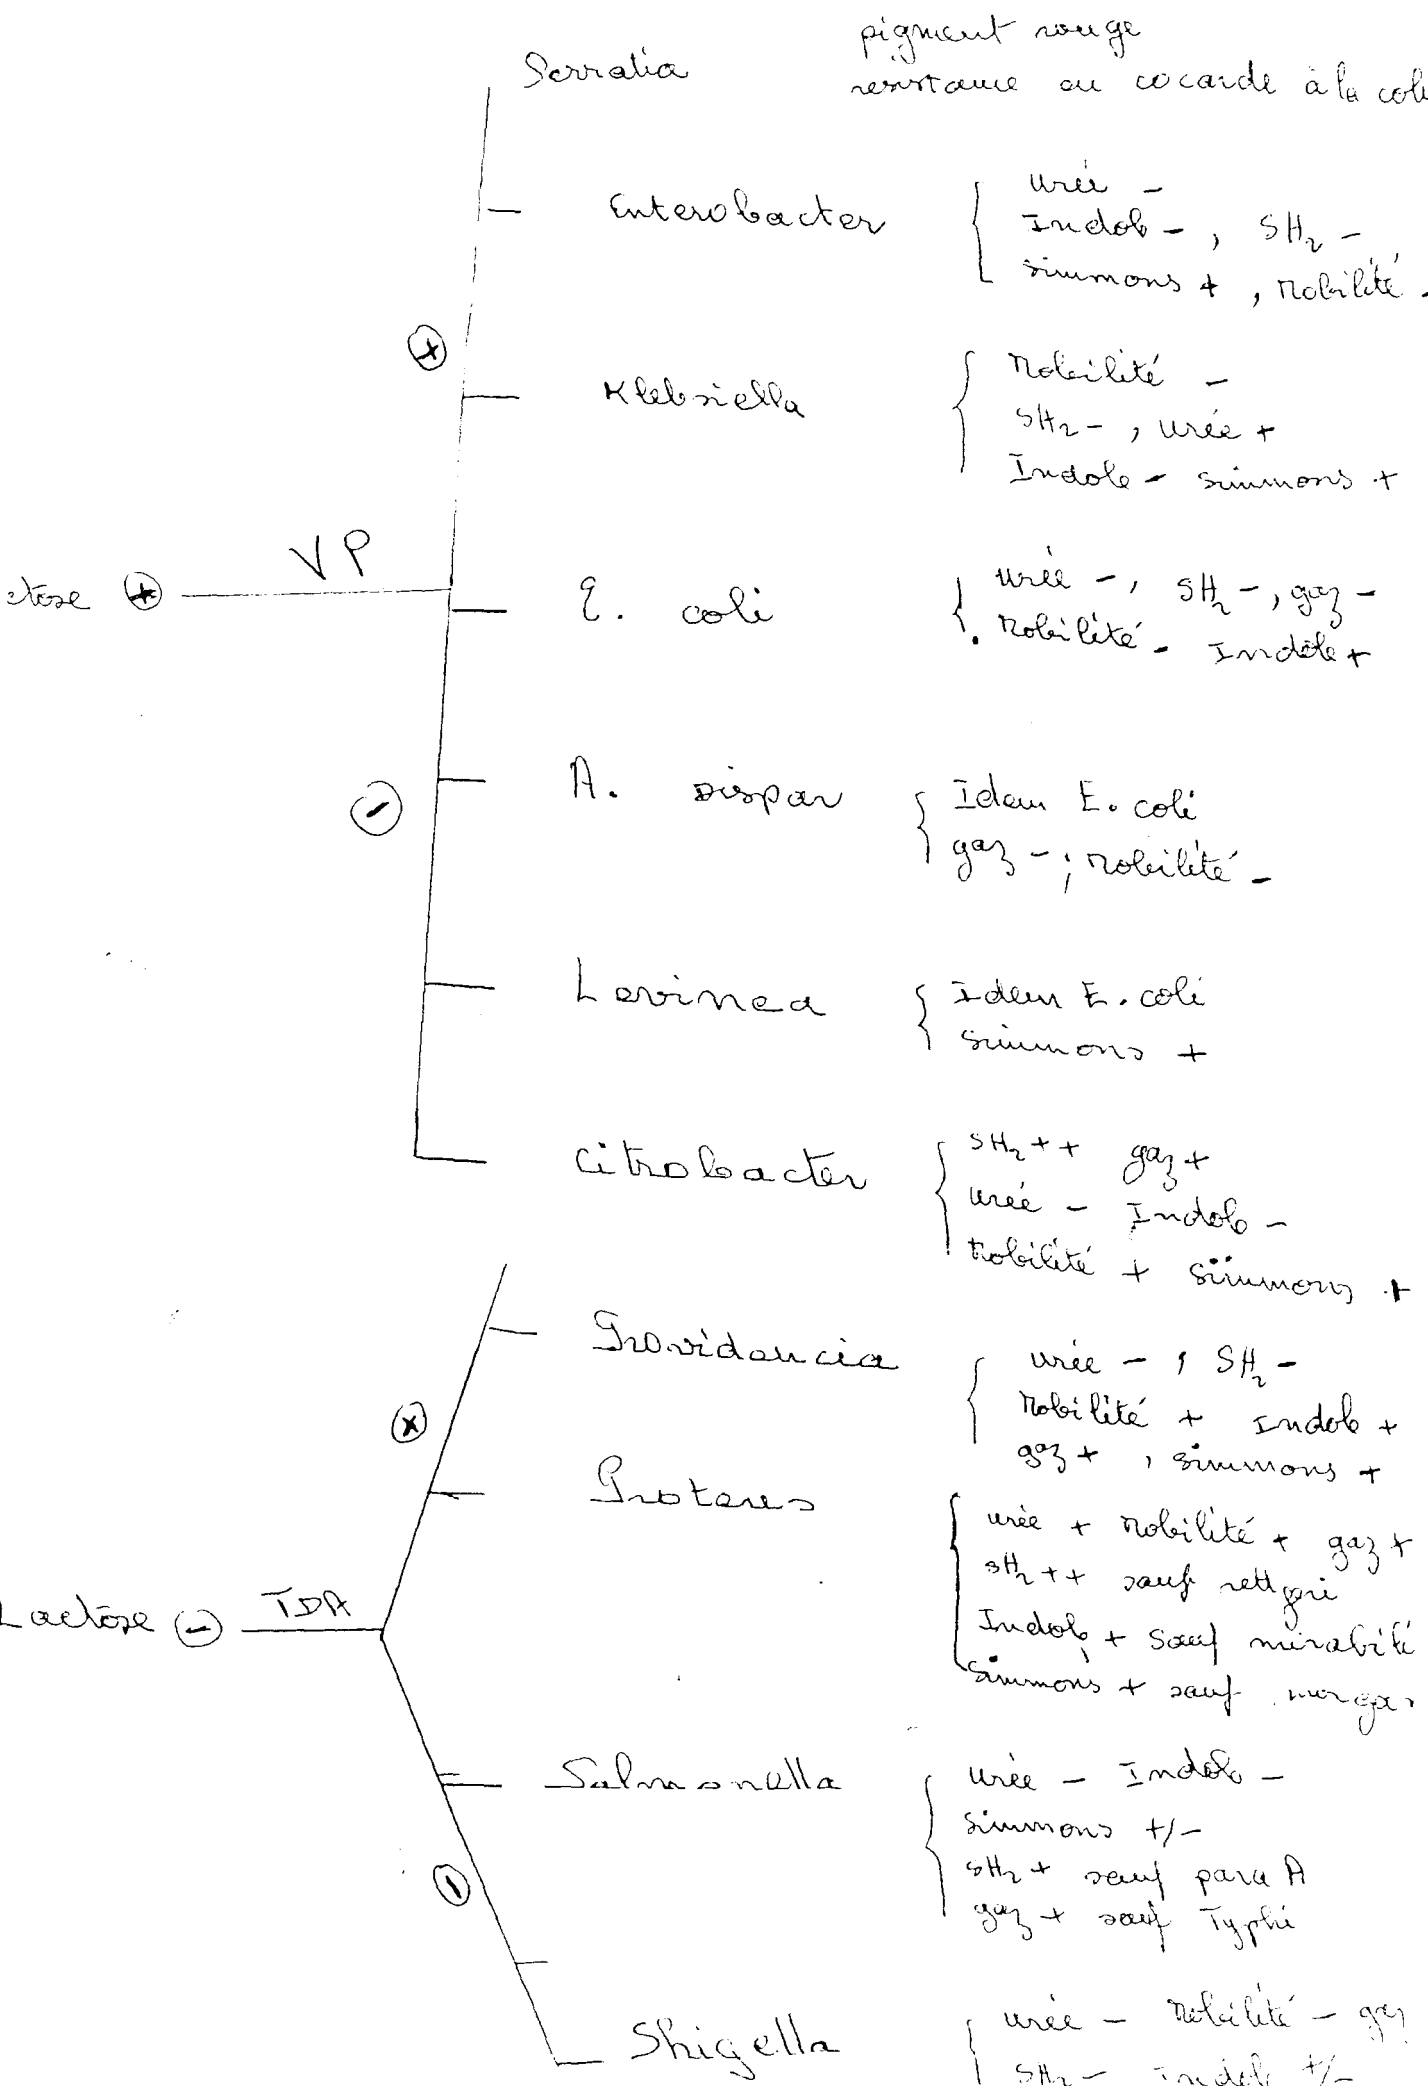 pigment rouge
Serratia résistance ou cocarde à la coli
Enterobacter urée -
Indole -, SH2 -,
simmons +, Mobilité -
+
Klebsiella Mobilité -
SH2 -, urée +
Indole - simmons +
ctose + VP
E. coli urée -, SH2 -, gaz -
Mobilité - Indole +
-
A. Dispar Idem E. coli
gaz -; Mobilité -
Levinea Idem E. coli
simmons +
Citrobacter SH2 ++ gaz +
urée - Indole -
Mobilité + simmons +
Providencia urée -, SH2 -
Mobilité + Indole +
gaz +, simmons +
+
Proteus urée + Mobilité + gaz +
SH2 ++ sauf rettgeri
Indole + Sauf mirabili
Simmons + sauf morgan
Lactose - TDA
Salmonella urée - Indole -
simmons +/-
SH2 + sauf para A
gaz + sauf Typhi
-
Shigella urée - Mobilité - gaz
SH2 - Indole +/-